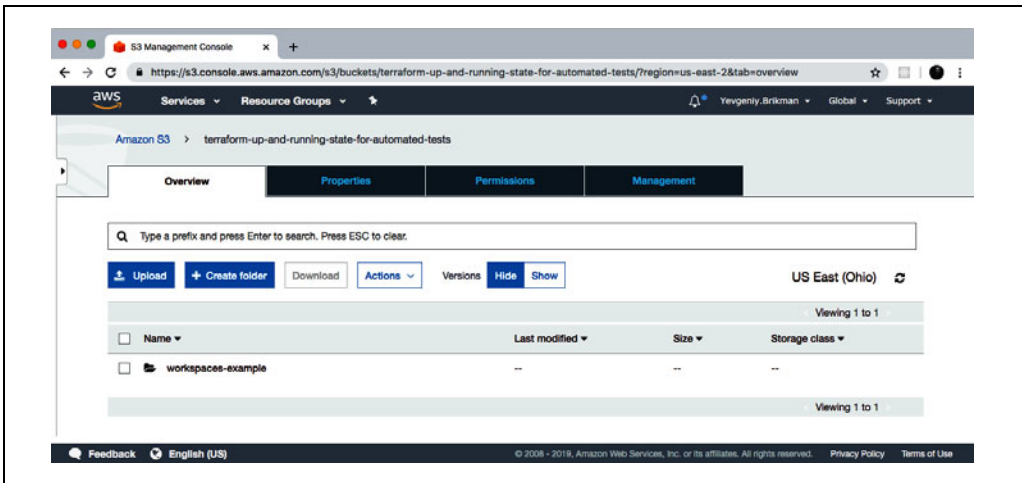 S3 Management Console × +
https://s3.console.aws.amazon.com/s3/buckets/terraform-up-and-running-state-for-automated-tests/?region=us-east-2&tab=overview
aws Services Resource Groups Yevgeniy.Brikman Global Support
Amazon S3 > terraform-up-and-running-state-for-automated-tests
Overview Properties Permissions Management
Type a prefix and press Enter to search. Press ESC to clear.
Upload + Create folder Download Actions Versions Hide Show US East (Ohio)
Viewing 1 to 1
Name Last modified Size Storage class
workspaces-example -- -- --
Viewing 1 to 1
Feedback English (US) © 2008 - 2019, Amazon Web Services, Inc. or its affiliates. All rights reserved. Privacy Policy Terms of Use